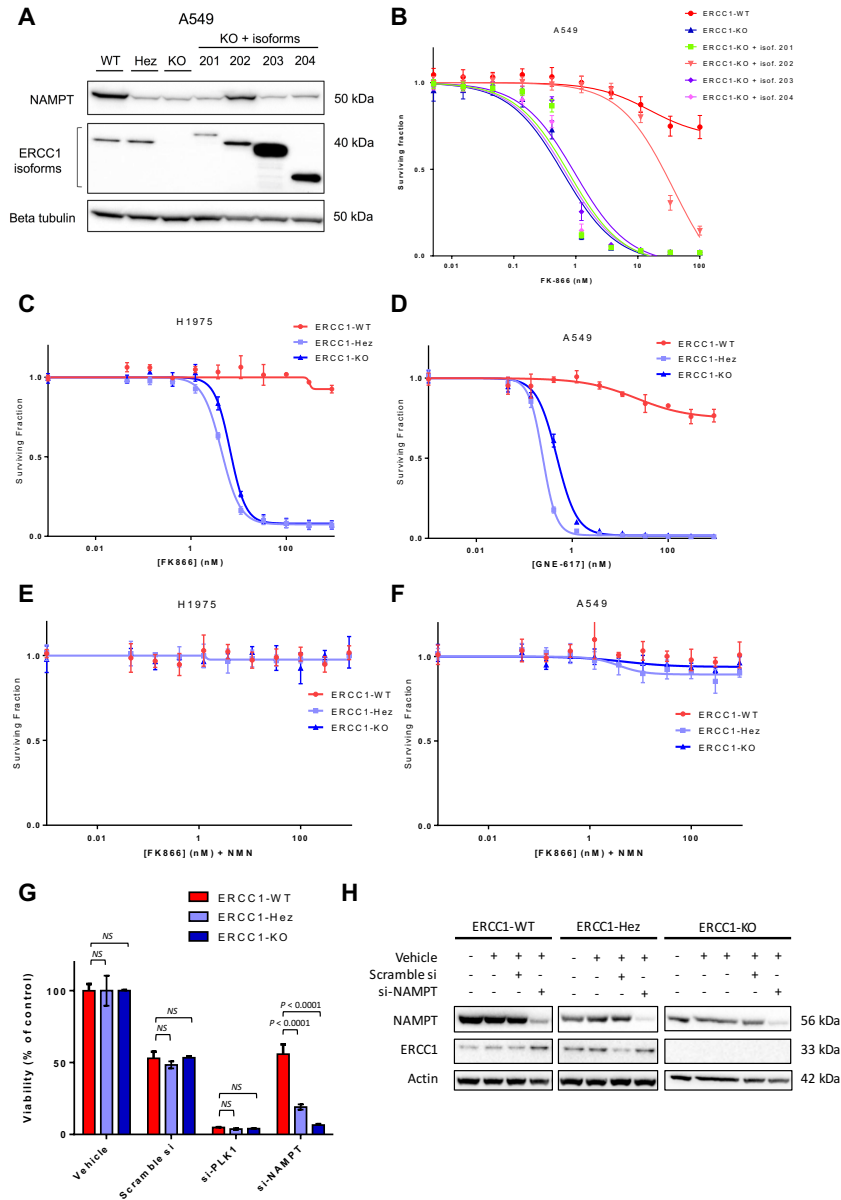 A
A549
KO + isoforms
WT Hez KO 201 202 203 204
NAMPT
50 kDa
ERCC1
isoforms
40 kDa
Beta tubulin
50 kDa
B
A549
ERCC1-WT
ERCC1-KO
ERCC1-KO + isof. 201
ERCC1-KO + isof. 202
ERCC1-KO + isof. 203
ERCC1-KO + isof. 204
Surviving fraction
1.0
0.5
0.0
0.01 0.1 1 10 100
FK-866 (nM)
C
H1975
ERCC1-WT
ERCC1-Hez
ERCC1-KO
Surviving Fraction
1.0
0.5
0.0
0.01 1 100
[FK866] (nM)
D
A549
ERCC1-WT
ERCC1-Hez
ERCC1-KO
Surviving Fraction
1.0
0.5
0.0
0.01 1 100
[GNE-617] (nM)
E
H1975
ERCC1-WT
ERCC1-Hez
ERCC1-KO
Surviving Fraction
1.0
0.5
0.0
0.01 1 100
[FK866] (nM) + NMN
F
A549
ERCC1-WT
ERCC1-Hez
ERCC1-KO
Surviving Fraction
1.0
0.5
0.0
0.01 1 100
[FK866] (nM) + NMN
G
ERCC1-WT
ERCC1-Hez
ERCC1-KO
Viability (% of control)
100
50
0
NS
NS
NS
NS
NS
NS
P < 0.0001
P < 0.0001
Vehicle
Scramble si
si-PLK1
si-NAMPT
H
ERCC1-WT ERCC1-Hez ERCC1-KO
Vehicle - + + + - + + + - + + + +
Scramble si - - + - - - + - - - - + -
si-NAMPT - - - + - - - + - - - - +
NAMPT
56 kDa
ERCC1
33 kDa
Actin
42 kDa